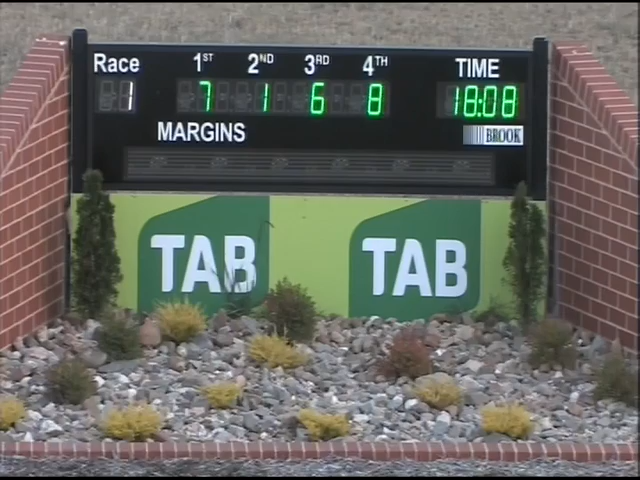 Race 1ST 2ND 3RD 4TH TIME
1 7 1 6 8 18:08
MARGINS BROOK
TAB TAB